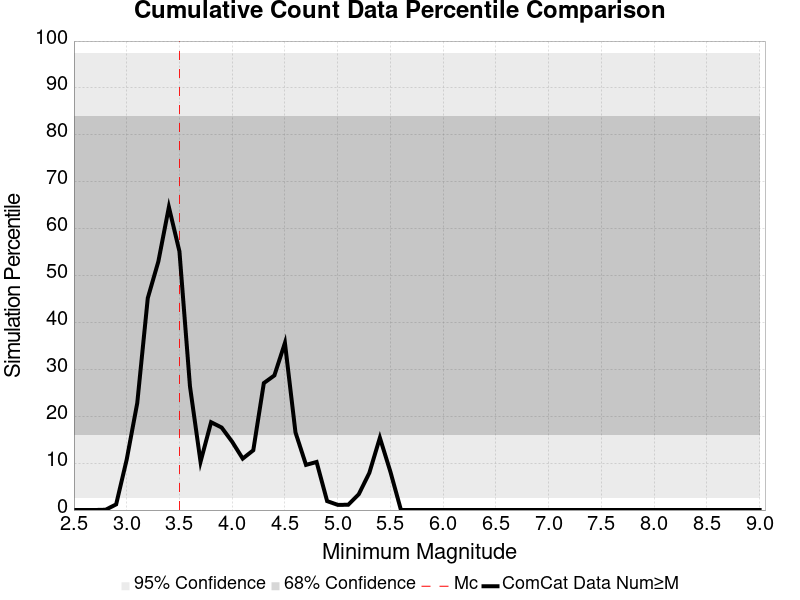 Cumulative Count Data Percentile Comparison
100
90
80
70
60
50
40
30
20
10
0
Simulation Percentile
2.5 3.0 3.5 4.0 4.5 5.0 5.5 6.0 6.5 7.0 7.5 8.0 8.5 9.0
Minimum Magnitude
95% Confidence 68% Confidence Mc ComCat Data Num≥M